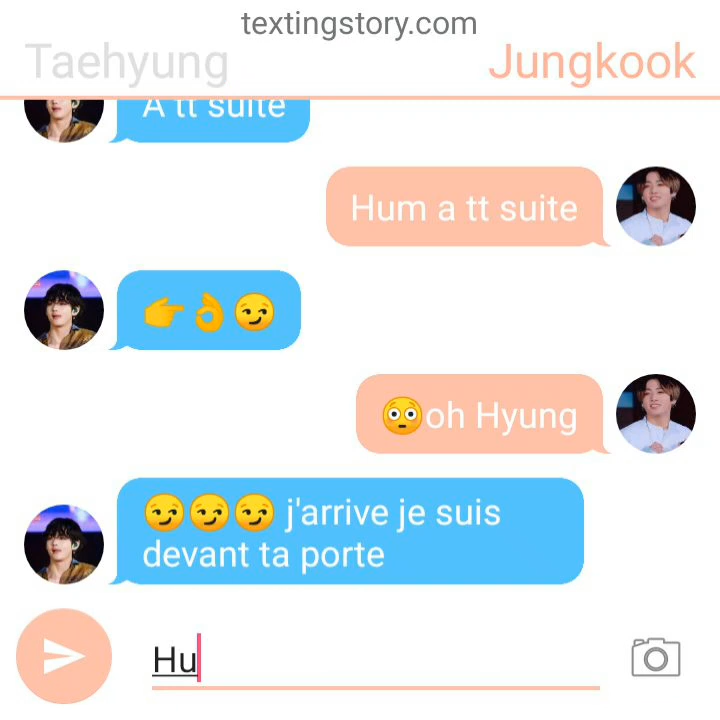 textingstory.com
Taehyung
Jungkook
A tt suite
Hum a tt suite
👉👌😏
😳oh Hyung
😏😏😏 j'arrive je suis
devant ta porte
Hu